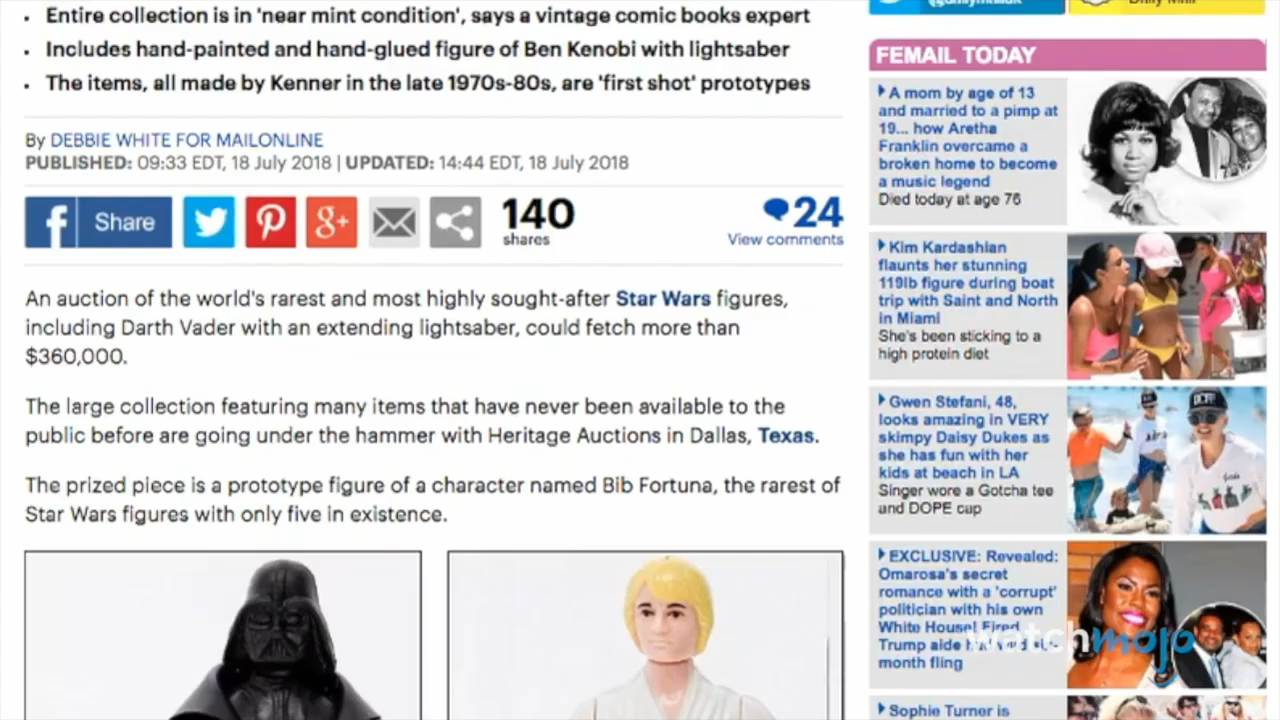 Entire collection is in 'near mint condition', says a vintage comic books expert
Includes hand-painted and hand-glued figure of Ben Kenobi with lightsaber
The items, all made by Kenner in the late 1970s-80s, are 'first shot' prototypes
By DEBBIE WHITE FOR MAILONLINE
PUBLISHED: 09:33 EDT, 18 July 2018 | UPDATED: 14:44 EDT, 18 July 2018
f Share
g+
140
shares
24
View comments
An auction of the world's rarest and most highly sought-after Star Wars figures,
including Darth Vader with an extending lightsaber, could fetch more than
$360,000.
The large collection featuring many items that have never been available to the
public before are going under the hammer with Heritage Auctions in Dallas, Texas.
The prized piece is a prototype figure of a character named Bib Fortuna, the rarest of
Star Wars figures with only five in existence.
FEMAIL TODAY
A mom by age of 13
and married to a pimp at
19... how Aretha
Franklin overcame a
broken home to become
a music legend
Died today at age 76
Kim Kardashian
flaunts her stunning
119lb figure during boat
trip with Saint and North
in Miami
She's been sticking to a
high protein diet
Gwen Stefani, 48,
looks amazing in VERY
skimpy Daisy Dukes as
she has fun with her
kids at beach in LA
Singer wore a Gotcha tee
and DOPE cap
EXCLUSIVE: Revealed:
Omarosa's secret
romance with a 'corrupt'
politician with his own
White House! Fired
Trump aide
month fling
Sophie Turner is
watchmojo